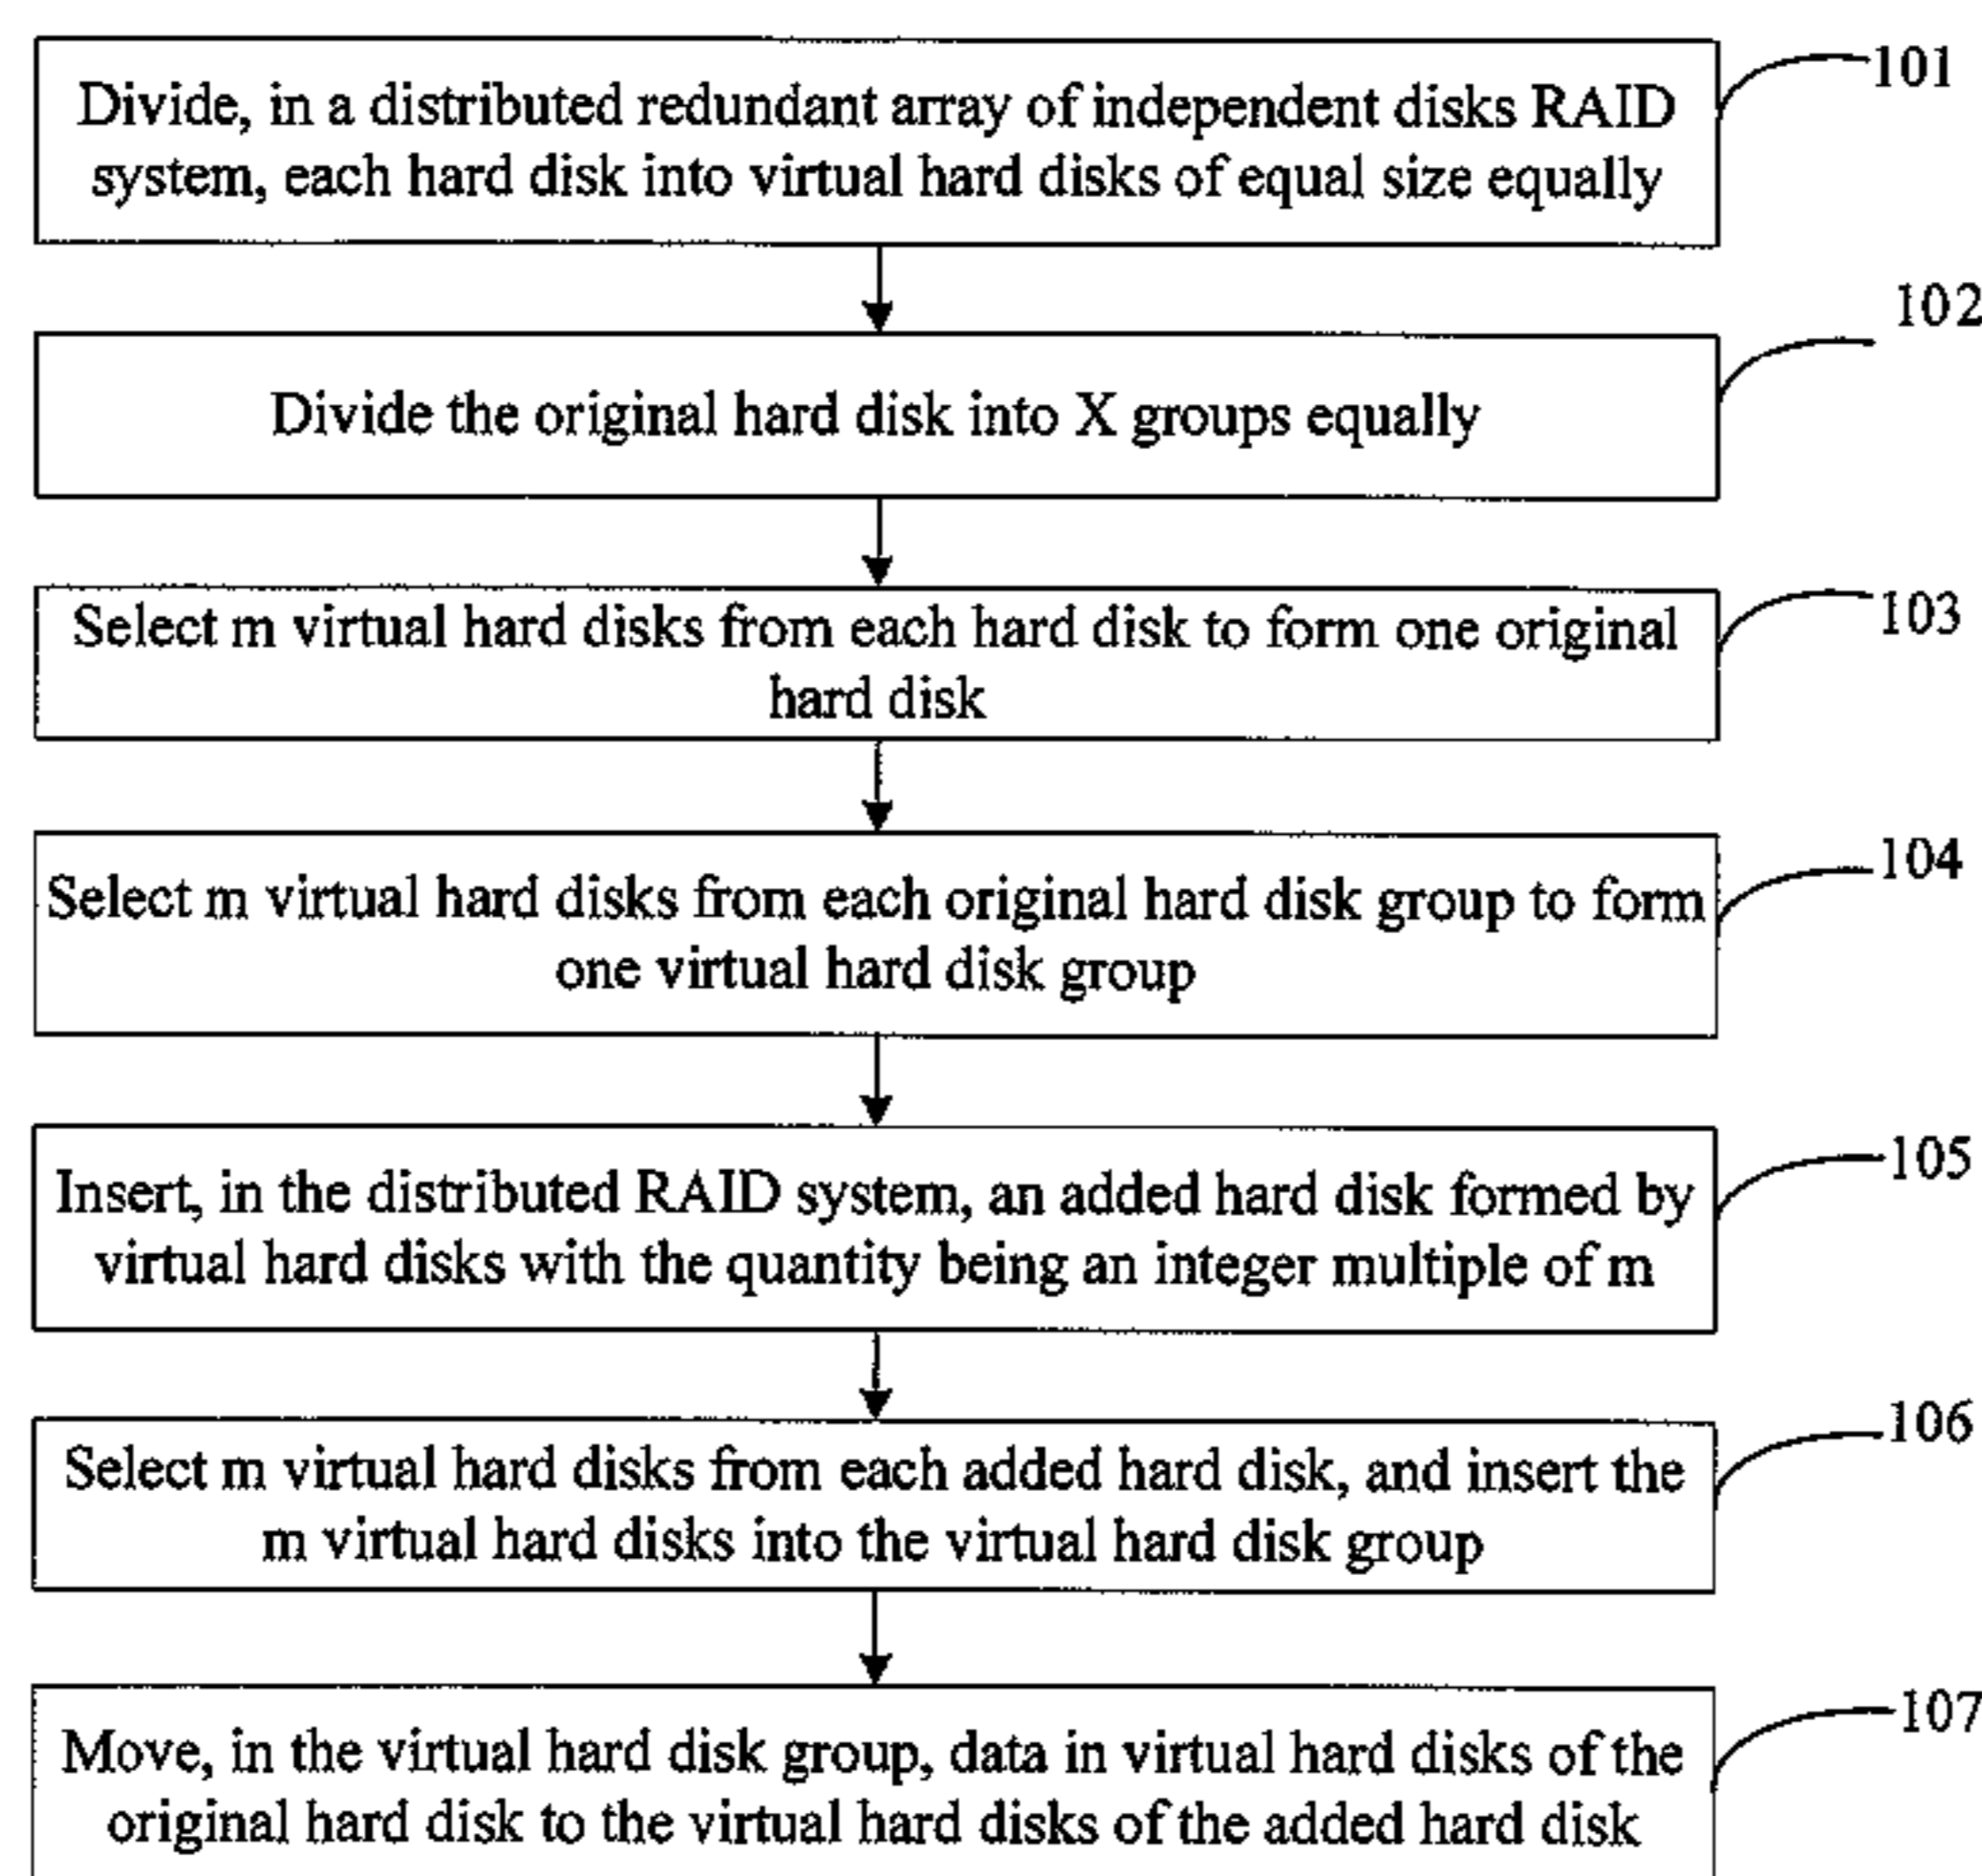 101
Divide, in a distributed redundant array of independent disks RAID
system, each hard disk into virtual hard disks of equal size equally
102
Divide the original hard disk into X groups equally
103
Select m virtual hard disks from each hard disk to form one original
hard disk
104
Select m virtual hard disks from each original hard disk group to form
one virtual hard disk group
105
Insert, in the distributed RAID system, an added hard disk formed by
virtual hard disks with the quantity being an integer multiple of m
106
Select m virtual hard disks from each added hard disk, and insert the
m virtual hard disks into the virtual hard disk group
107
Move, in the virtual hard disk group, data in virtual hard disks of the
original hard disk to the virtual hard disks of the added hard disk